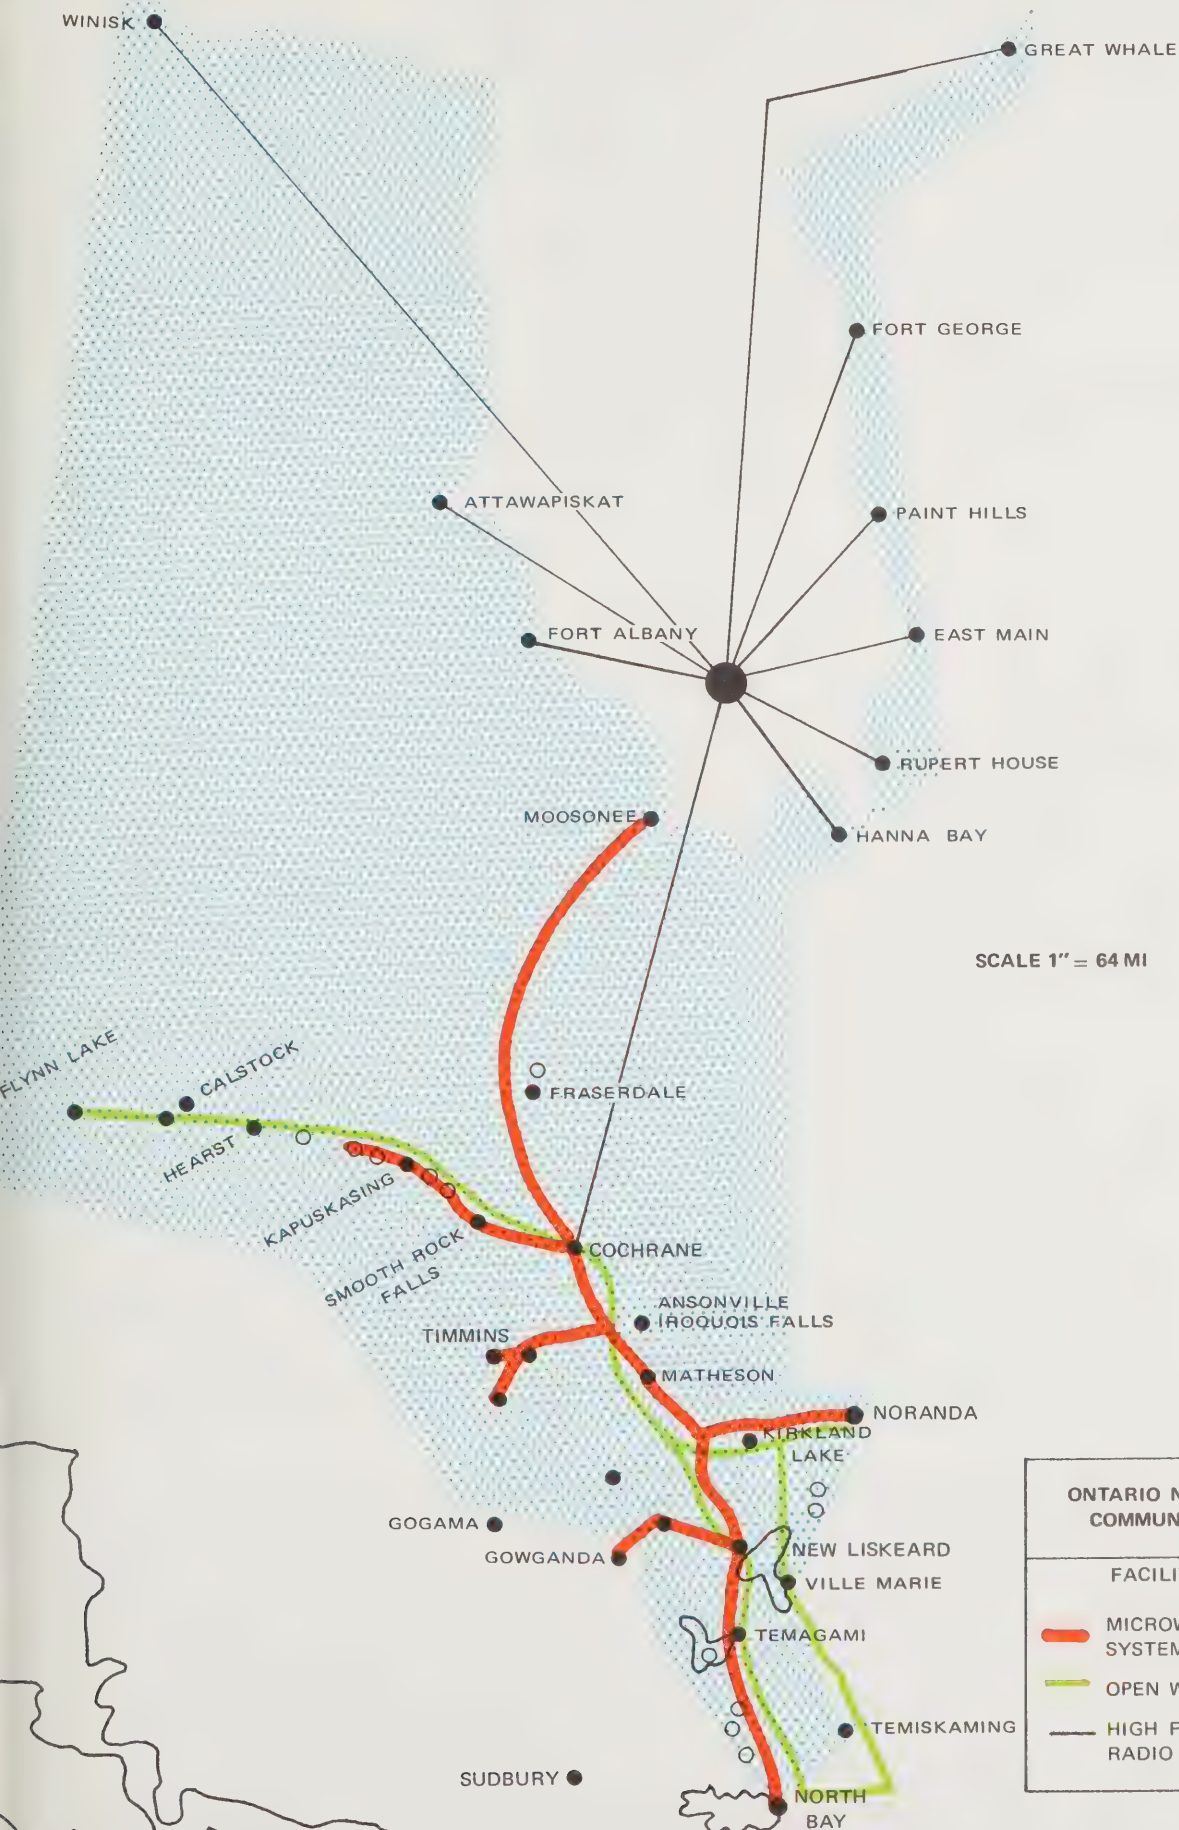 WINISK
GREAT WHALE
FORT GEORGE
ATTAWAPISKAT
PAINT HILLS
FORT ALBANY
EAST MAIN
RUPERT HOUSE
MOOSONEE
HANNA BAY
SCALE 1″ = 64 MI
FLYNN LAKE
CALSTOCK
FRASERDALE
HEARST
KAPUSKASING
SMOOTH ROCK
FALLS
COCHRANE
ANSONVILLE
IROQUOIS FALLS
TIMMINS
MATHESON
NORANDA
KIRKLAND
LAKE
GOGAMA
GOWGANDA
NEW LISKEARD
VILLE MARIE
TEMAGAMI
TEMISKAMING
SUDBURY
NORTH
BAY
ONTARIO N
COMMUN
FACILI
MICROW
SYSTEM
OPEN W
HIGH F
RADIO